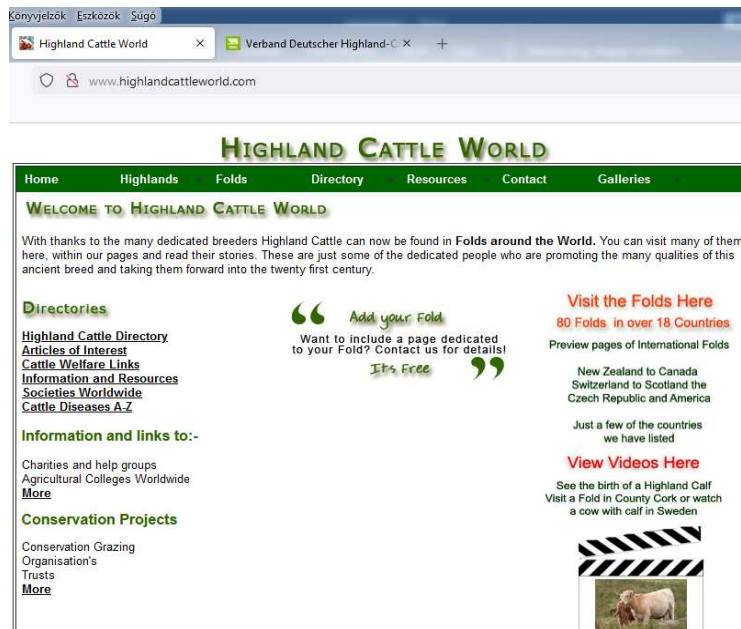 Könyvjelzők Eszközök Súgó
Highland Cattle World × Verband Deutscher Highland-C × +
www.highlandcattleworld.com
HIGHLAND CATTLE WORLD
Home Highlands Folds Directory Resources Contact Galleries
WELCOME TO HIGHLAND CATTLE WORLD
With thanks to the many dedicated breeders Highland Cattle can now be found in Folds around the World. You can visit many of them
here, within our pages and read their stories. These are just some of the dedicated people who are promoting the many qualities of this
ancient breed and taking them forward into the twenty first century.
Directories
Highland Cattle Directory
Articles of Interest
Cattle Welfare Links
Information and Resources
Societies Worldwide
Cattle Diseases A-Z
Information and links to:-
Charities and help groups
Agricultural Colleges Worldwide
More
Conservation Projects
Conservation Grazing
Organisation's
Trusts
More
“ Add your Fold
Want to include a page dedicated
to your Fold? Contact us for details!
Its Free ”
Visit the Folds Here
80 Folds in over 18 Countries
Preview pages of International Folds
New Zealand to Canada
Switzerland to Scotland the
Czech Republic and America
Just a few of the countries
we have listed
View Videos Here
See the birth of a Highland Calf
Visit a Fold in County Cork or watch
a cow with calf in Sweden